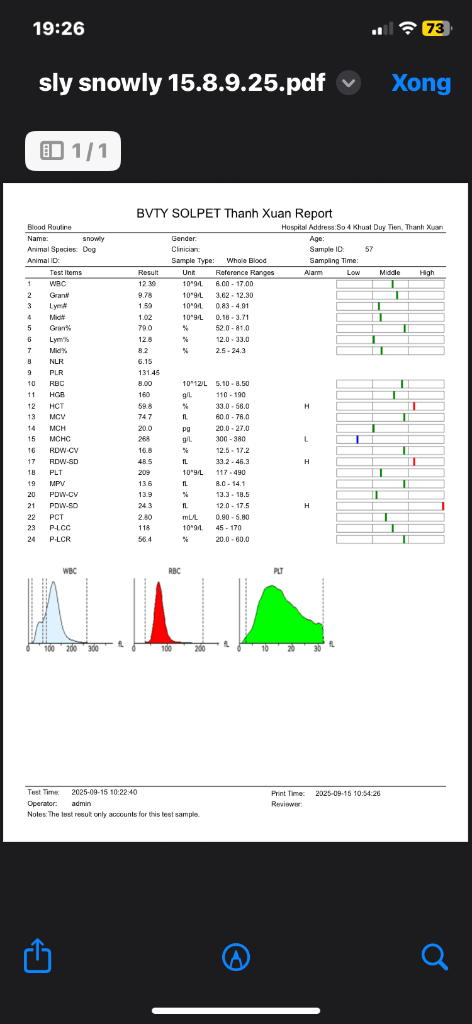 19:26
73
sly snowly 15.8.9.25.pdf
Xong
1/1
BVTY SOLPET Thanh Xuan Report
Blood Routine Hospital Address:So 4 Khuat Duy Tien, Thanh Xuan
Name: snowly Gender: Age:
Animal Species: Dog Clinician: Sample ID: 57
Animal ID: Sample Type: Whole Blood Sampling Time:
Test Items Result Unit Reference Ranges Alarm Low Middle High
1 WBC 12.39 10^9/L 6.00 - 17.00
2 Gran# 9.78 10^9/L 3.62 - 12.30
3 Lym# 1.59 10^9/L 0.83 - 4.91
4 Mid# 1.02 10^9/L 0.18 - 3.71
5 Gran% 79.0 % 52.0 - 81.0
6 Lym% 12.8 % 12.0 - 33.0
7 Mid% 8.2 % 2.5 - 24.3
8 NLR 6.15
9 PLR 131.45
10 RBC 8.00 10^12/L 5.10 - 8.50
11 HGB 160 g/L 110 - 190
12 HCT 59.8 % 33.0 - 56.0 H
13 MCV 74.7 fL 60.0 - 76.0
14 MCH 20.0 pg 20.0 - 27.0
15 MCHC 268 g/L 300 - 380 L
16 RDW-CV 16.8 % 12.5 - 17.2
17 RDW-SD 48.5 fL 33.2 - 46.3 H
18 PLT 209 10^9/L 117 - 490
19 MPV 13.6 fL 8.0 - 14.1
20 PDW-CV 13.9 % 13.3 - 18.5
21 PDW-SD 24.3 fL 12.0 - 17.5 H
22 PCT 2.80 mL/L 0.90 - 5.80
23 P-LCC 118 10^9/L 45 - 170
24 P-LCR 56.4 % 20.0 - 60.0
WBC RBC PLT
0 100 200 300 fL 0 100 200 fL 0 10 20 30 fL
Test Time: 2025-09-15 10:22:40 Print Time: 2025-09-15 10:54:26
Operator: admin Reviewer:
Notes:The test result only accounts for this test sample.